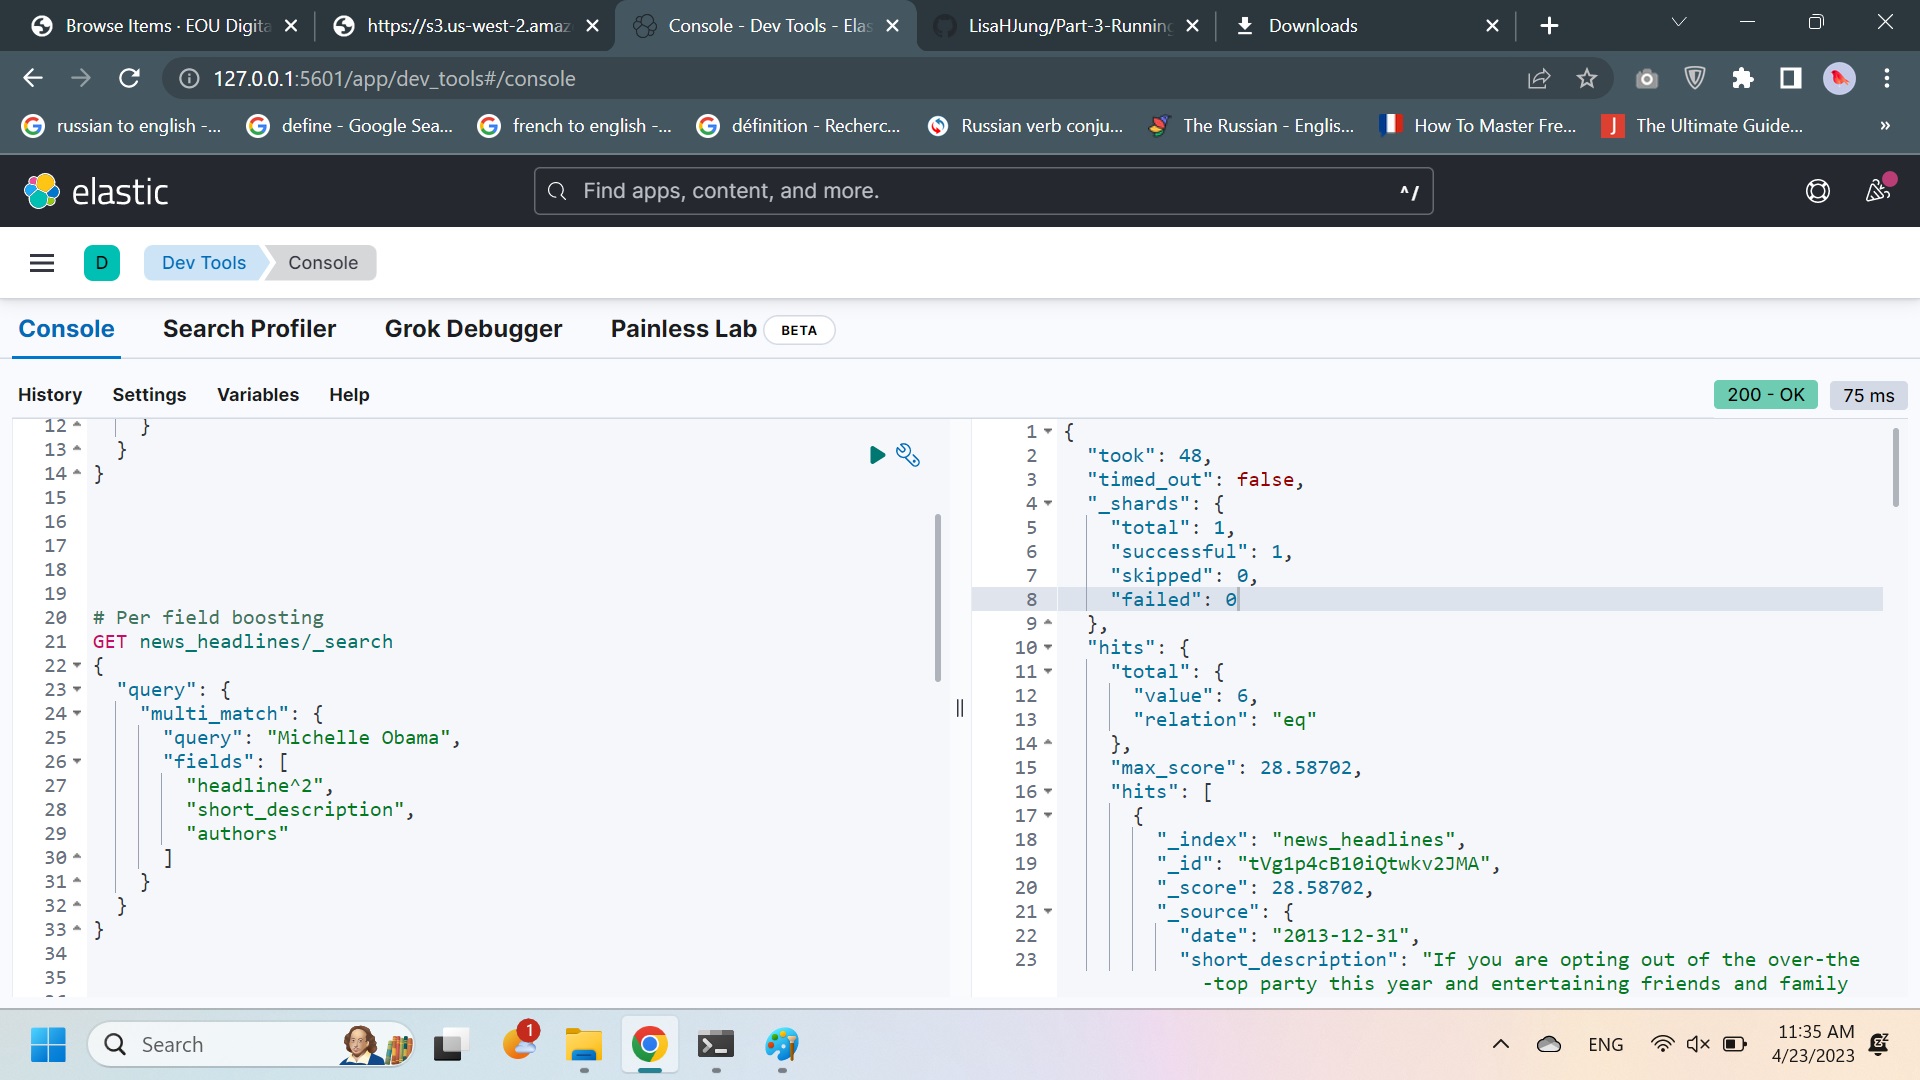 Browse Items · EOU Digita
https://s3.us-west-2.amaz
Console - Dev Tools - Elas
LisaHJung/Part-3-Running
Downloads
127.0.0.1:5601/app/dev_tools#/console
russian to english -...
define - Google Sea...
french to english -...
définition - Recherc...
Russian verb conju...
The Russian - Englis...
How To Master Fre...
J
The Ultimate Guide...
»
elastic
Find apps, content, and more.
^/
D
Dev Tools
Console
Console
Search Profiler
Grok Debugger
Painless Lab
BETA
History
Settings
Variables
Help
200 - OK
75 ms
12 }
13 }
14 }
15
16
17
18
19
20 # Per field boosting
21 GET news_headlines/_search
22 {
23 "query": {
24 "multi_match": {
25 "query": "Michelle Obama",
26 "fields": [
27 "headline^2",
28 "short_description",
29 "authors"
30 ]
31 }
32 }
33 }
34
35
1 {
2 "took": 48,
3 "timed_out": false,
4 "_shards": {
5 "total": 1,
6 "successful": 1,
7 "skipped": 0,
8 "failed": 0
9 },
10 "hits": {
11 "total": {
12 "value": 6,
13 "relation": "eq"
14 },
15 "max_score": 28.58702,
16 "hits": [
17 {
18 "_index": "news_headlines",
19 "_id": "tVg1p4cB10iQtwkv2JMA",
20 "_score": 28.58702,
21 "_source": {
22 "date": "2013-12-31",
23 "short_description": "If you are opting out of the over-the
-top party this year and entertaining friends and family
Search
1
ENG
11:35 AM
4/23/2023